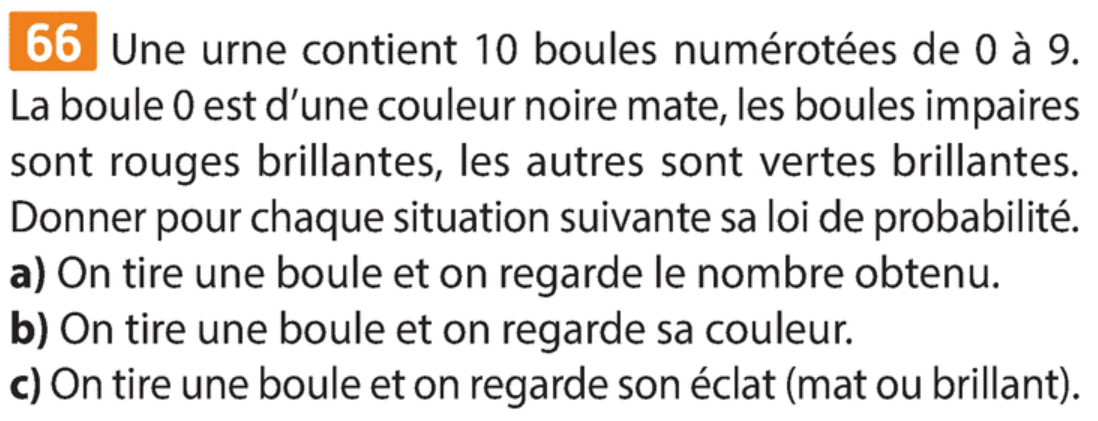 66 Une urne contient 10 boules numérotées de 0 à 9.
La boule 0 est d'une couleur noire mate, les boules impaires
sont rouges brillantes, les autres sont vertes brillantes.
Donner pour chaque situation suivante sa loi de probabilité.
a) On tire une boule et on regarde le nombre obtenu.
b) On tire une boule et on regarde sa couleur.
c) On tire une boule et on regarde son éclat (mat ou brillant).